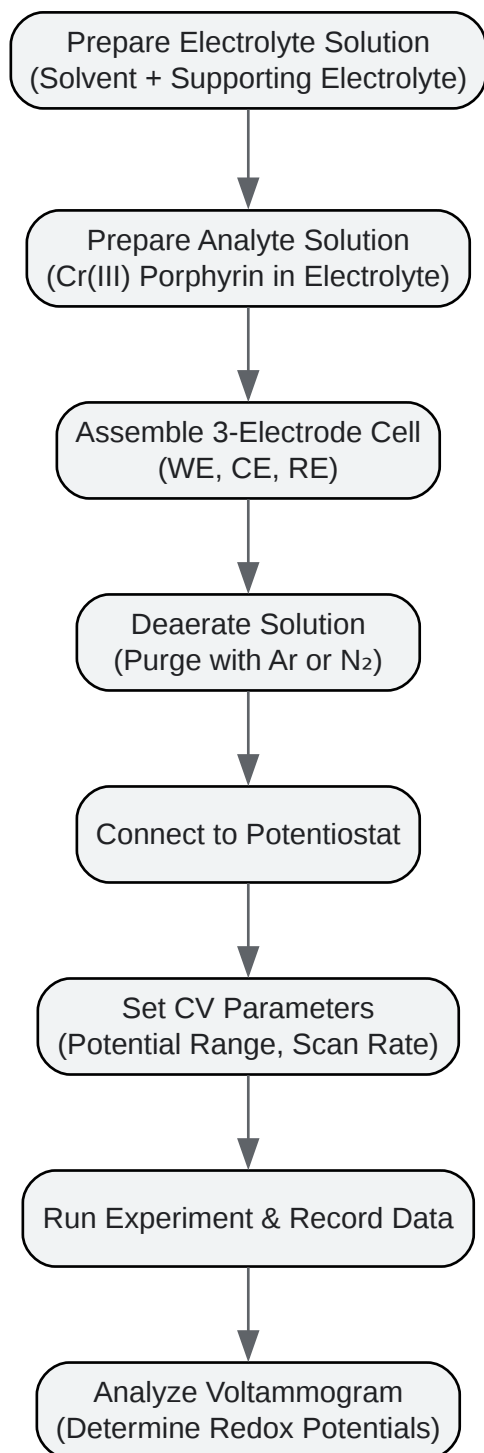 Prepare Electrolyte Solution
(Solvent + Supporting Electrolyte)
Prepare Analyte Solution
(Cr(III) Porphyrin in Electrolyte)
Assemble 3-Electrode Cell
(WE, CE, RE)
Deaerate Solution
(Purge with Ar or N₂)
Connect to Potentiostat
Set CV Parameters
(Potential Range, Scan Rate)
Run Experiment & Record Data
Analyze Voltammogram
(Determine Redox Potentials)